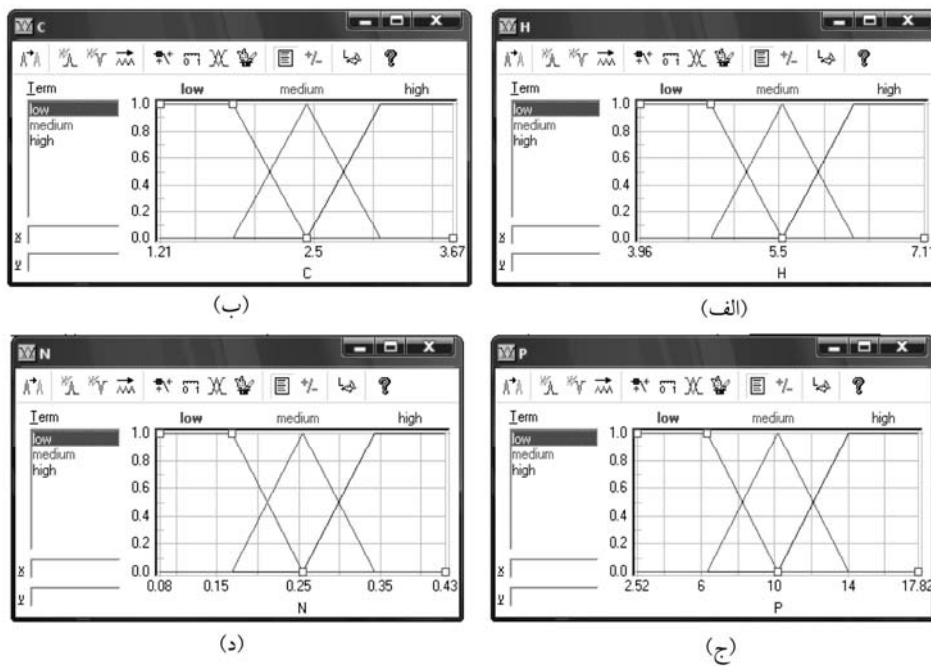 C
Term
low medium high
low
medium
high
1.0
0.8
0.6
0.4
0.2
0.0
1.21 2.5 3.67
x
y
C
(ب)
H
Term
low medium high
low
medium
high
1.0
0.8
0.6
0.4
0.2
0.0
3.96 5.5 7.11
x
y
H
(الف)
N
Term
low medium high
low
medium
high
1.0
0.8
0.6
0.4
0.2
0.0
0.08 0.15 0.25 0.35 0.43
x
y
N
(د)
P
Term
low medium high
low
medium
high
1.0
0.8
0.6
0.4
0.2
0.0
2.52 6 10 14 17.82
x
y
P
(ج)